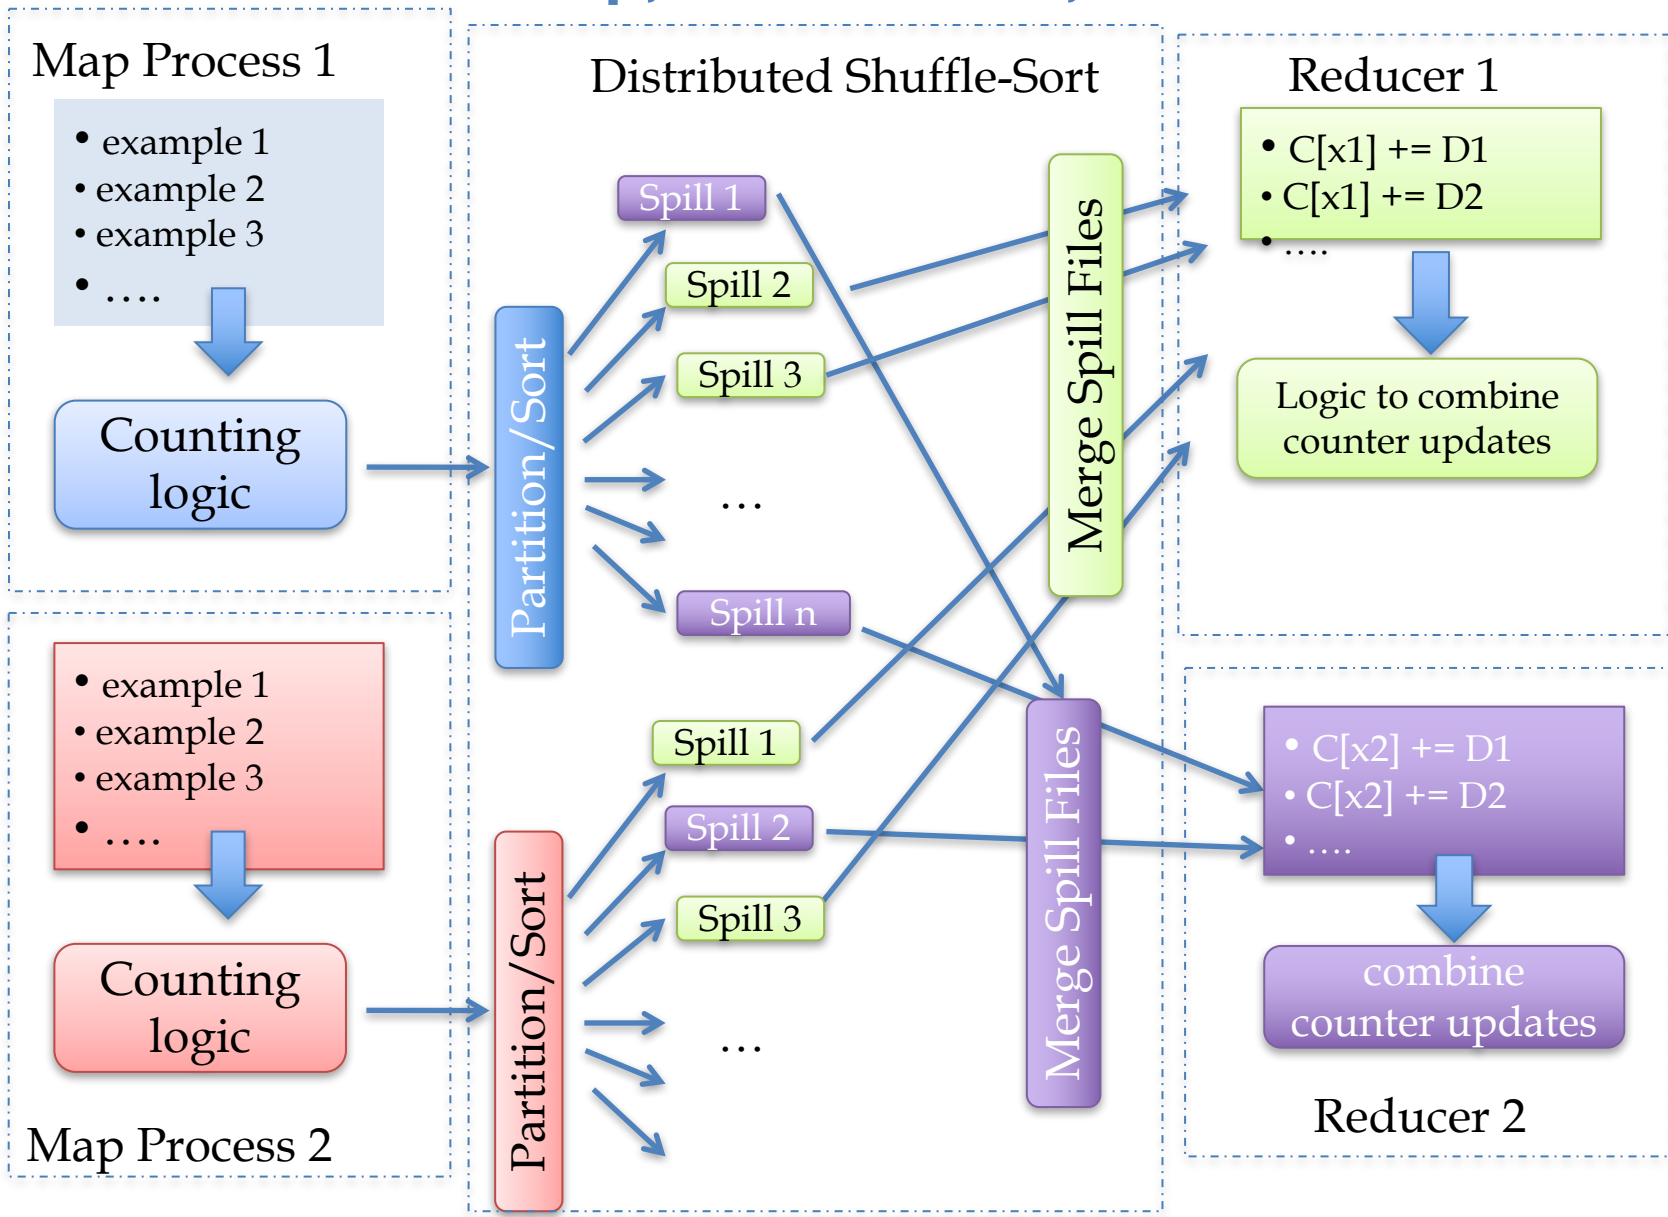 Map Process 1
• example 1
• example 2
• example 3
• ....
Counting
logic
Map Process 2
• example 1
• example 2
• example 3
• ....
Counting
logic
Distributed Shuffle-Sort
Partition/Sort
Spill 1
Spill 2
Spill 3
...
Spill n
Partition/Sort
Spill 1
Spill 2
Spill 3
...
Merge Spill Files
Merge Spill Files
Reducer 1
• C[x1] += D1
• C[x1] += D2
• ....
Logic to combine
counter updates
• C[x2] += D1
• C[x2] += D2
• ....
combine
counter updates
Reducer 2